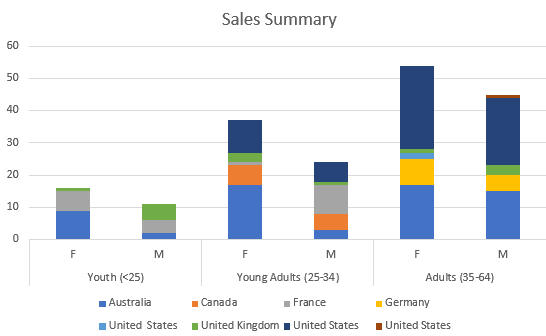 Sales Summary
60
50
40
30
20
10
0
F M F M F M
Youth (<25) Young Adults (25-34) Adults (35-64)
Australia Canada France Germany
United  States United Kingdom United States United States